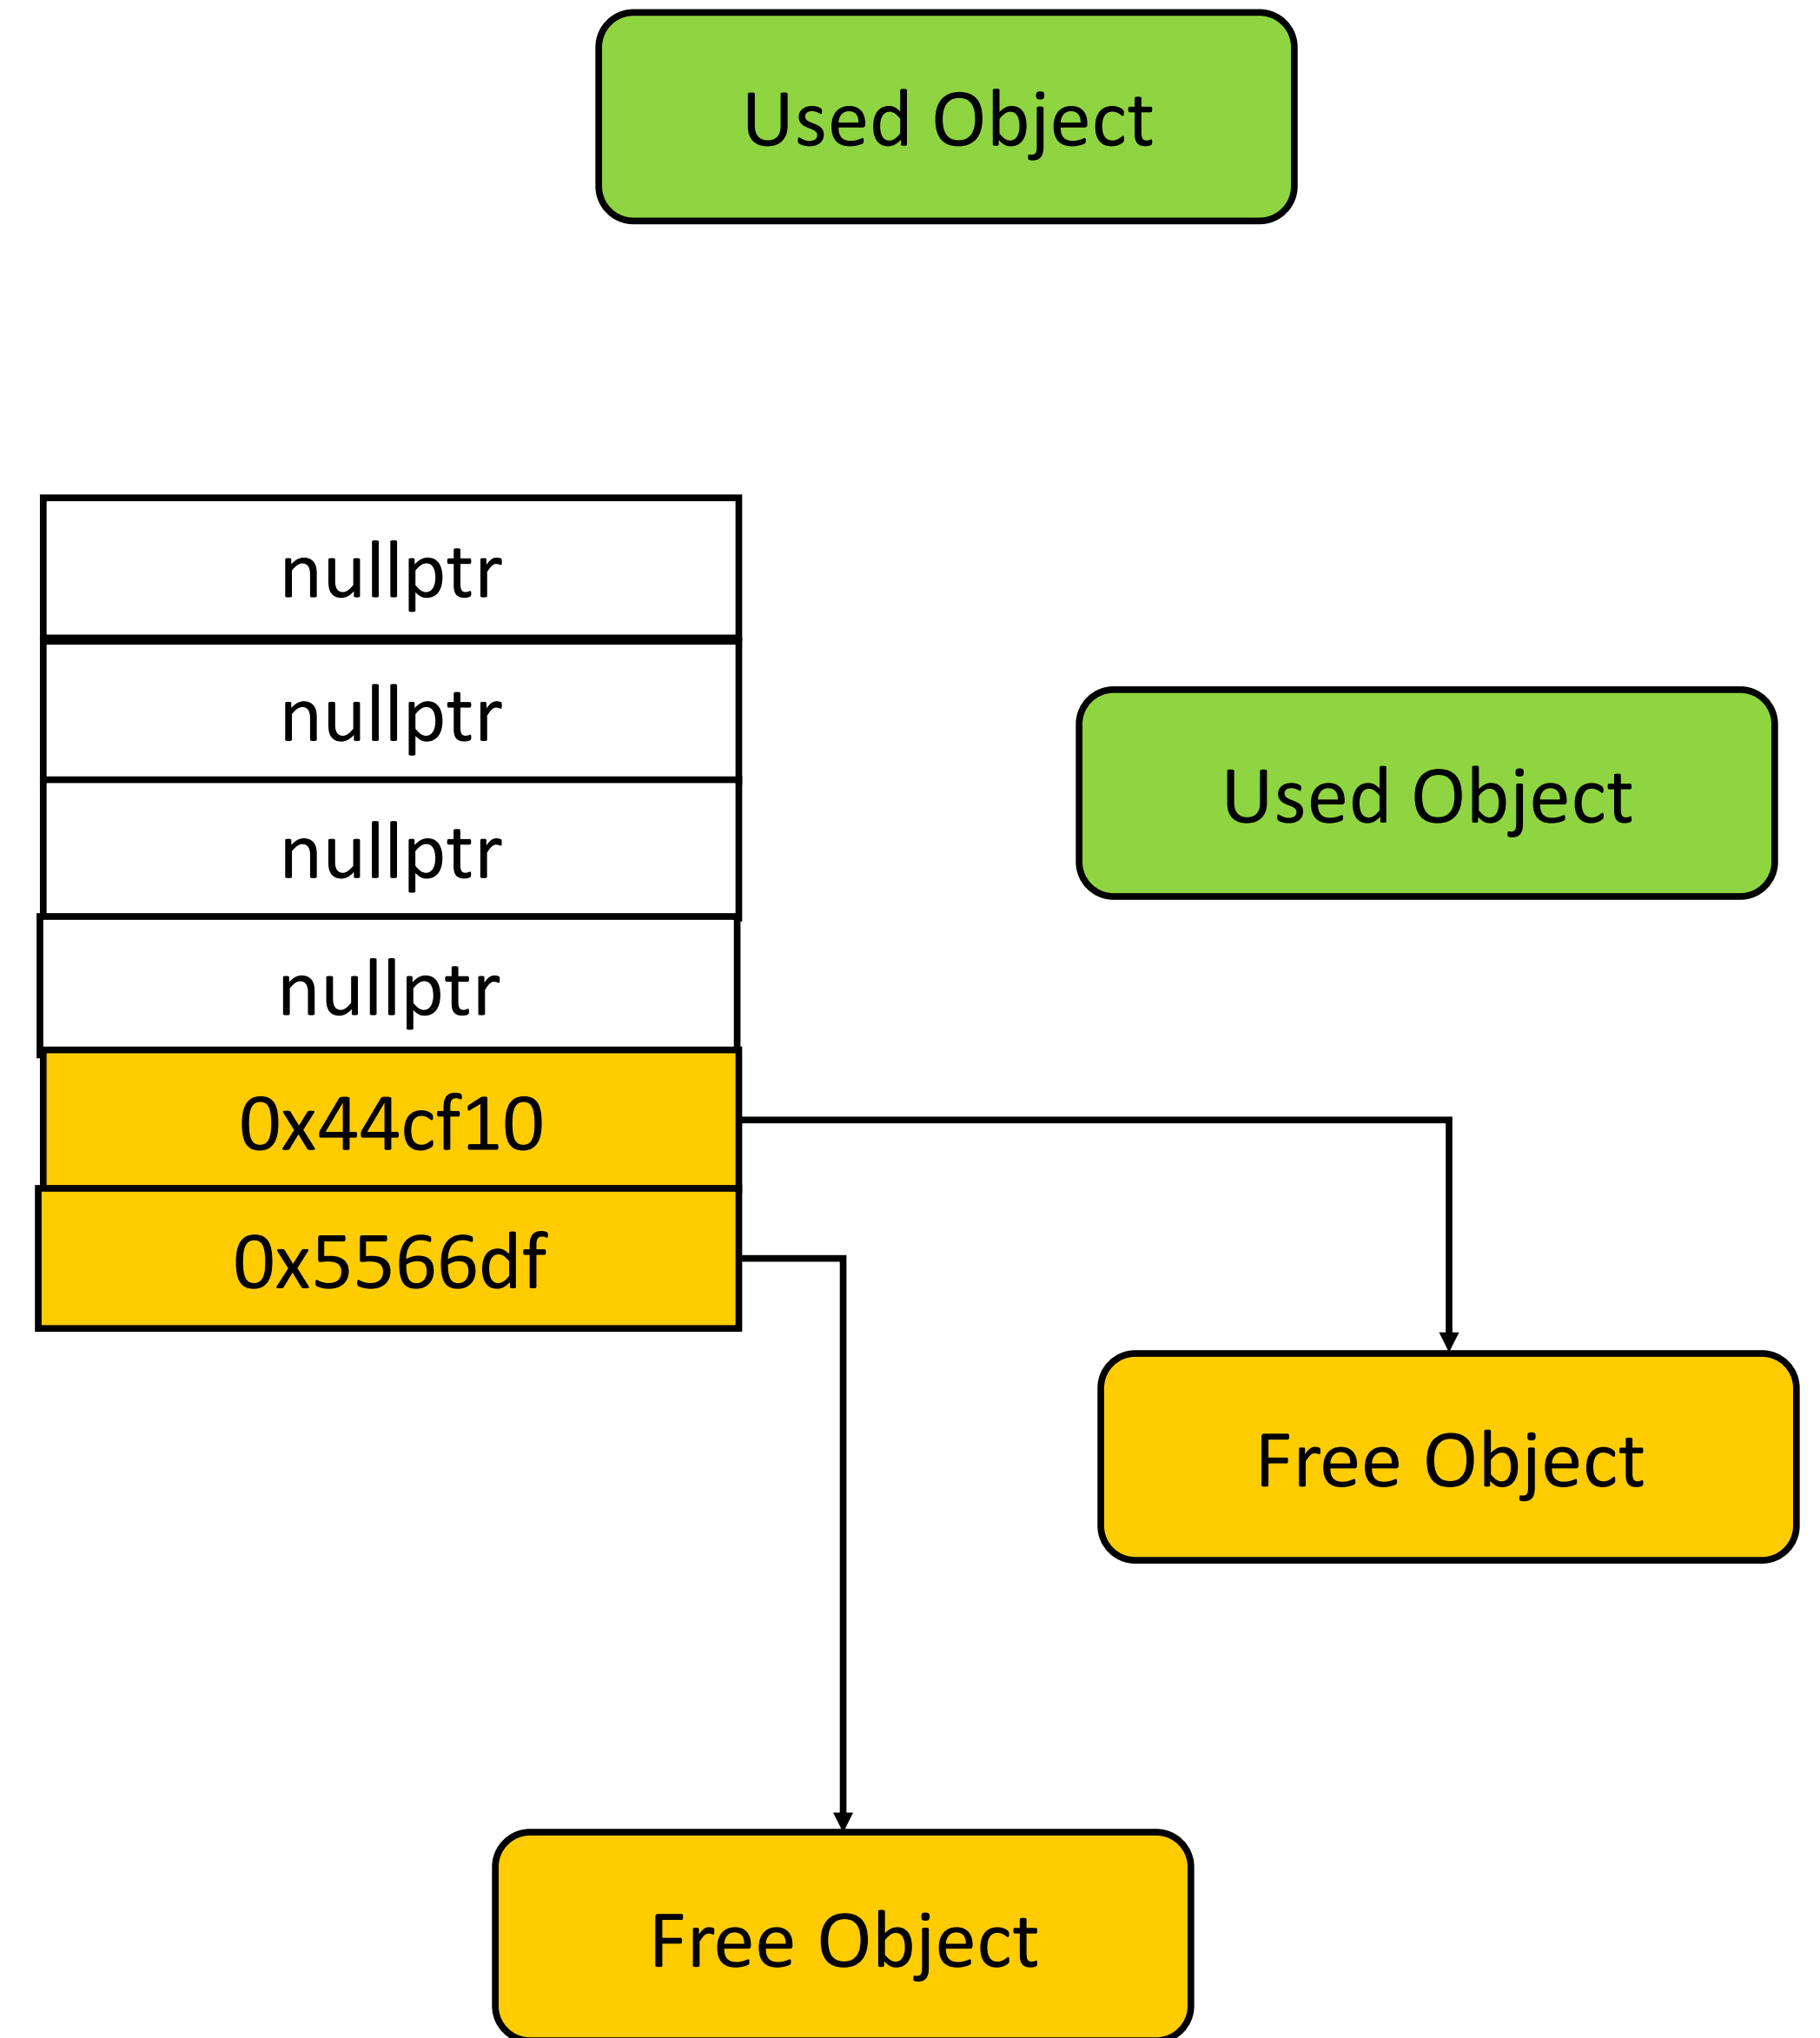 Used Object
nullptr
nullptr
Used Object
nullptr
nullptr
0x44cf10
0x5566df
Free Object
Free Object